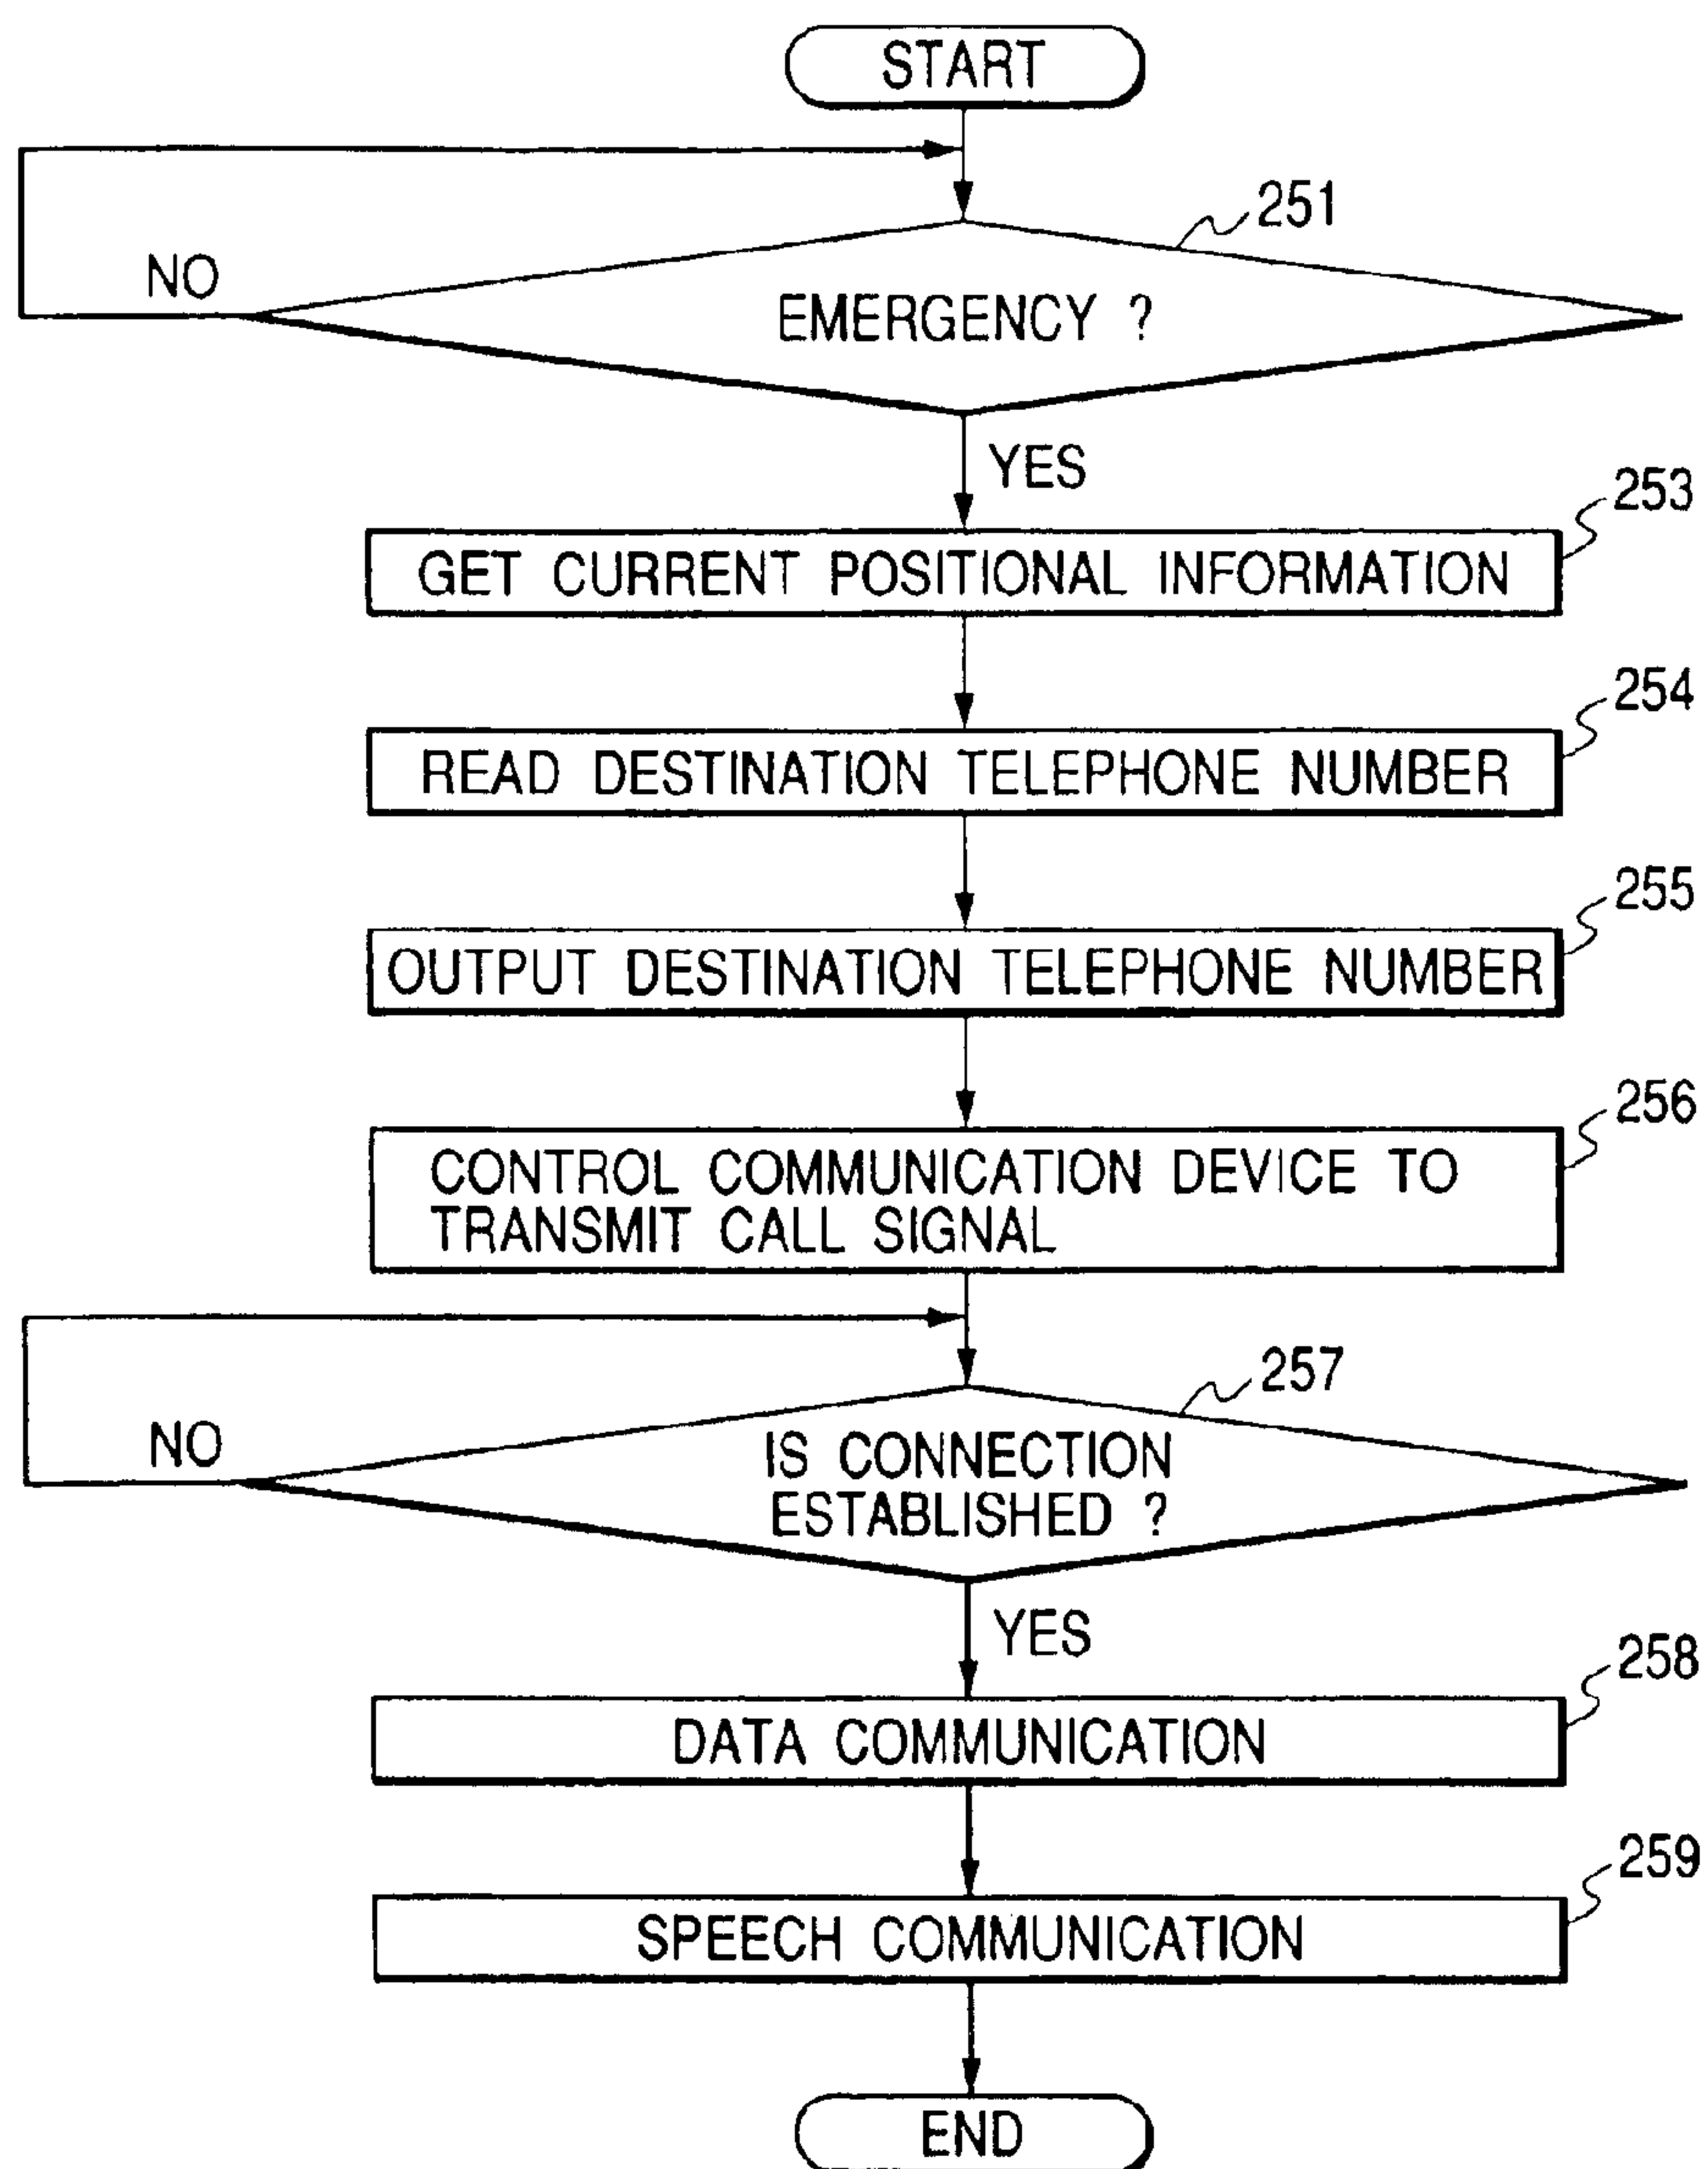 START
251
NO
EMERGENCY ?
YES
253
GET CURRENT POSITIONAL INFORMATION
254
READ DESTINATION TELEPHONE NUMBER
255
OUTPUT DESTINATION TELEPHONE NUMBER
256
CONTROL COMMUNICATION DEVICE TO
TRANSMIT CALL SIGNAL
257
NO
IS CONNECTION
ESTABLISHED ?
YES
258
DATA COMMUNICATION
259
SPEECH COMMUNICATION
END